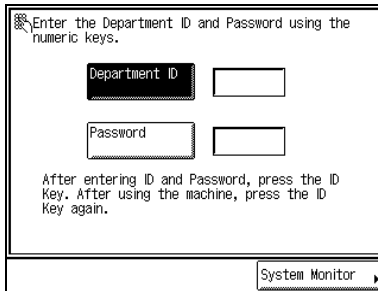 Enter the Department ID and Password using the
numeric keys.
Department ID
Password
After entering ID and Password, press the ID
Key. After using the machine, press the ID
Key again.
System Monitor